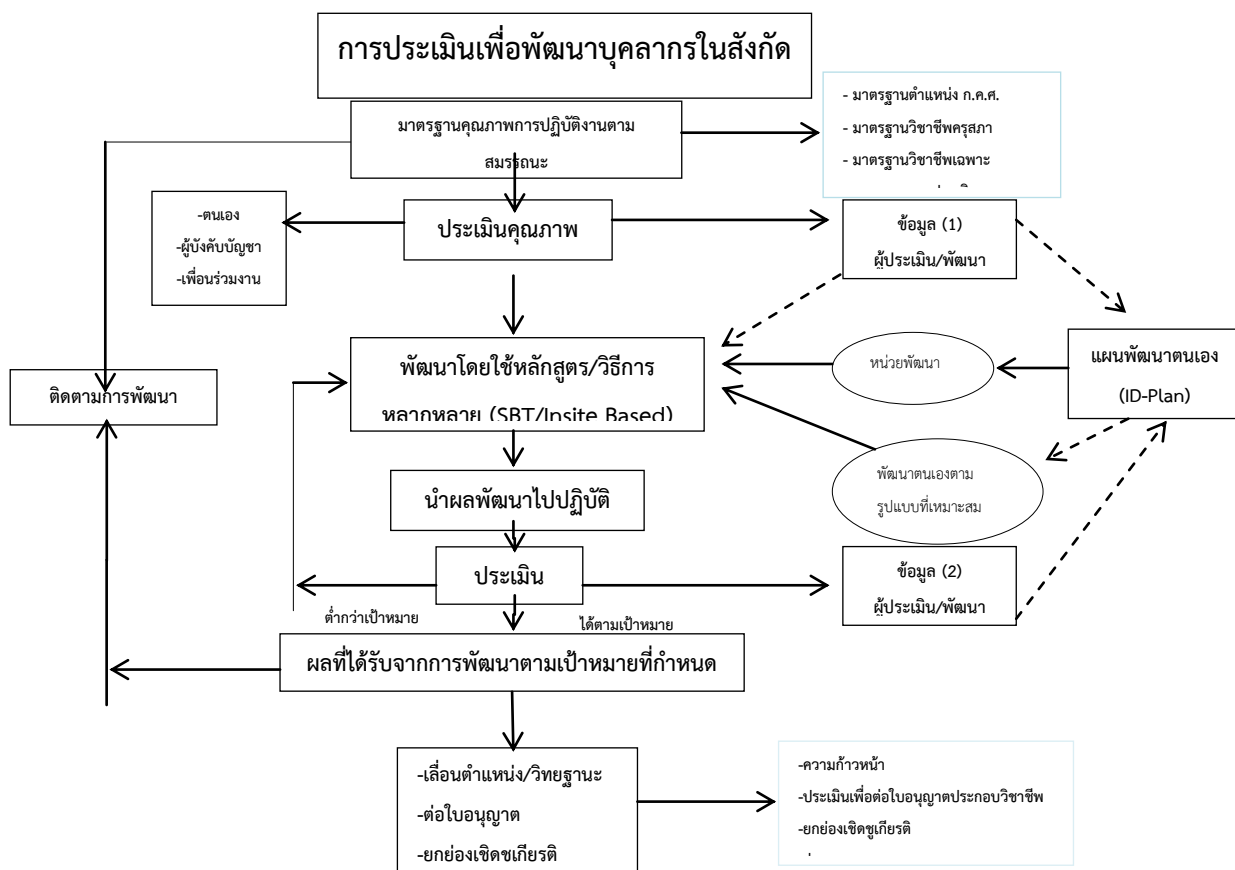 การประเมินเพื่อพัฒนาบุคลากรในสังกัด
มาตรฐานคุณภาพการปฏิบัติงานตาม
สมรรถนะ
- มาตรฐานตำแหน่ง ก.ค.ศ.
- มาตรฐานวิชาชีพครุสภา
- มาตรฐานวิชาชีพเฉพาะ
-ตนเอง
-ผู้บังคับบัญชา
-เพื่อนร่วมงาน
ประเมินคุณภาพ
ข้อมูล (1)
ผู้ประเมิน/พัฒนา
ติดตามการพัฒนา
พัฒนาโดยใช้หลักสูตร/วิธีการ
หลากหลาย (SBT/Insite Based)
หน่วยพัฒนา
แผนพัฒนาตนเอง
(ID-Plan)
พัฒนาตนเองตาม
รูปแบบที่เหมาะสม
นำผลพัฒนาไปปฏิบัติ
ประเมิน
ข้อมูล (2)
ผู้ประเมิน/พัฒนา
ต่ำกว่าเป้าหมาย
ได้ตามเป้าหมาย
ผลที่ได้รับจากการพัฒนาตามเป้าหมายที่กำหนด
-เลื่อนตำแหน่ง/วิทยฐานะ
-ต่อใบอนุญาต
-ยกย่องเชิดชูเกียรติ
-ความก้าวหน้า
-ประเมินเพื่อต่อใบอนุญาตประกอบวิชาชีพ
-ยกย่องเชิดชูเกียรติ